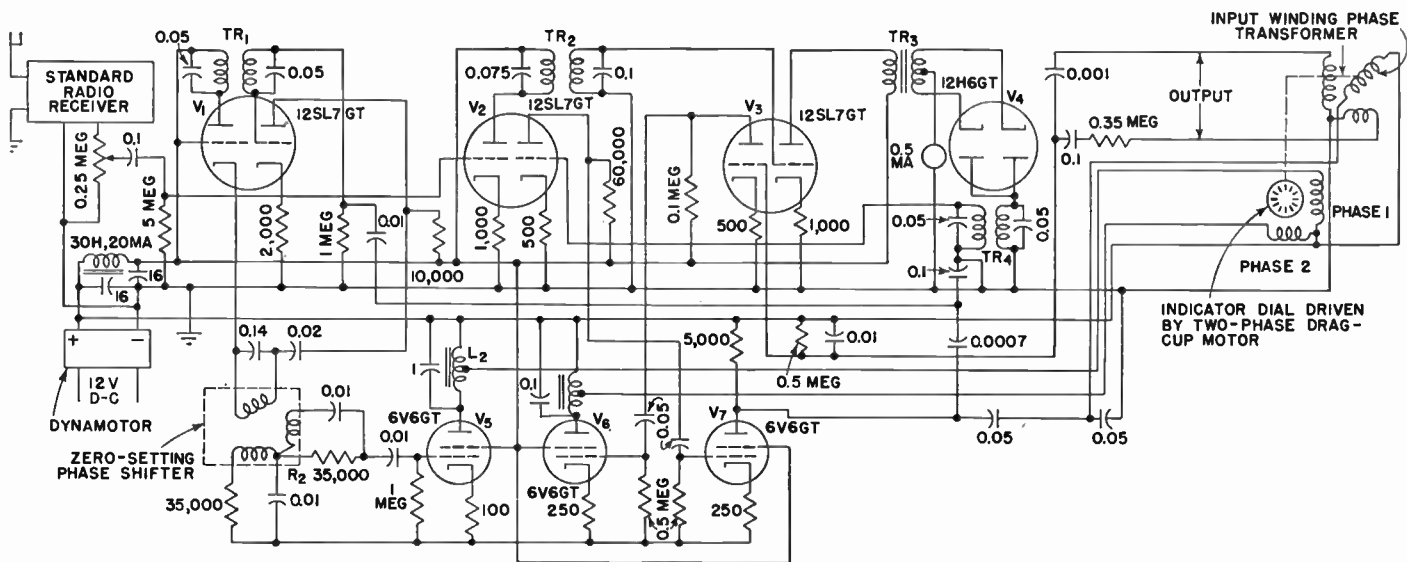 TR1
TR2
TR3
INPUT WINDING PHASE
TRANSFORMER
0.05
0.05
0.075
0.1
12H6GT
0.001
OUTPUT
STANDARD
RADIO
RECEIVER
V1
12SL7GT
V2
12SL7GT
V3
12SL7GT
V4
0.5
MA
0.1
0.35 MEG
0.25 MEG
0.1
5 MEG
2,000
1 MEG
0.01
1,000
500
60,000
0.1 MEG
500
1,000
0.05
0.05
TR4
0.1
PHASE 1
PHASE 2
30H, 20MA
16
16
10,000
INDICATOR DIAL DRIVEN
BY TWO-PHASE DRAG-
CUP MOTOR
+
−
12 V
D-C
DYNAMOTOR
0.14
0.02
1
L2
0.1
5,000
0.01
0.5 MEG
0.0007
0.01
0.01
6V6GT
V5
V6
0.05
V7
6V6GT
0.05
0.05
ZERO-SETTING
PHASE SHIFTER
R2
35,000
35,000
0.01
1
MEG
100
6V6GT
250
0.5 MEG
250